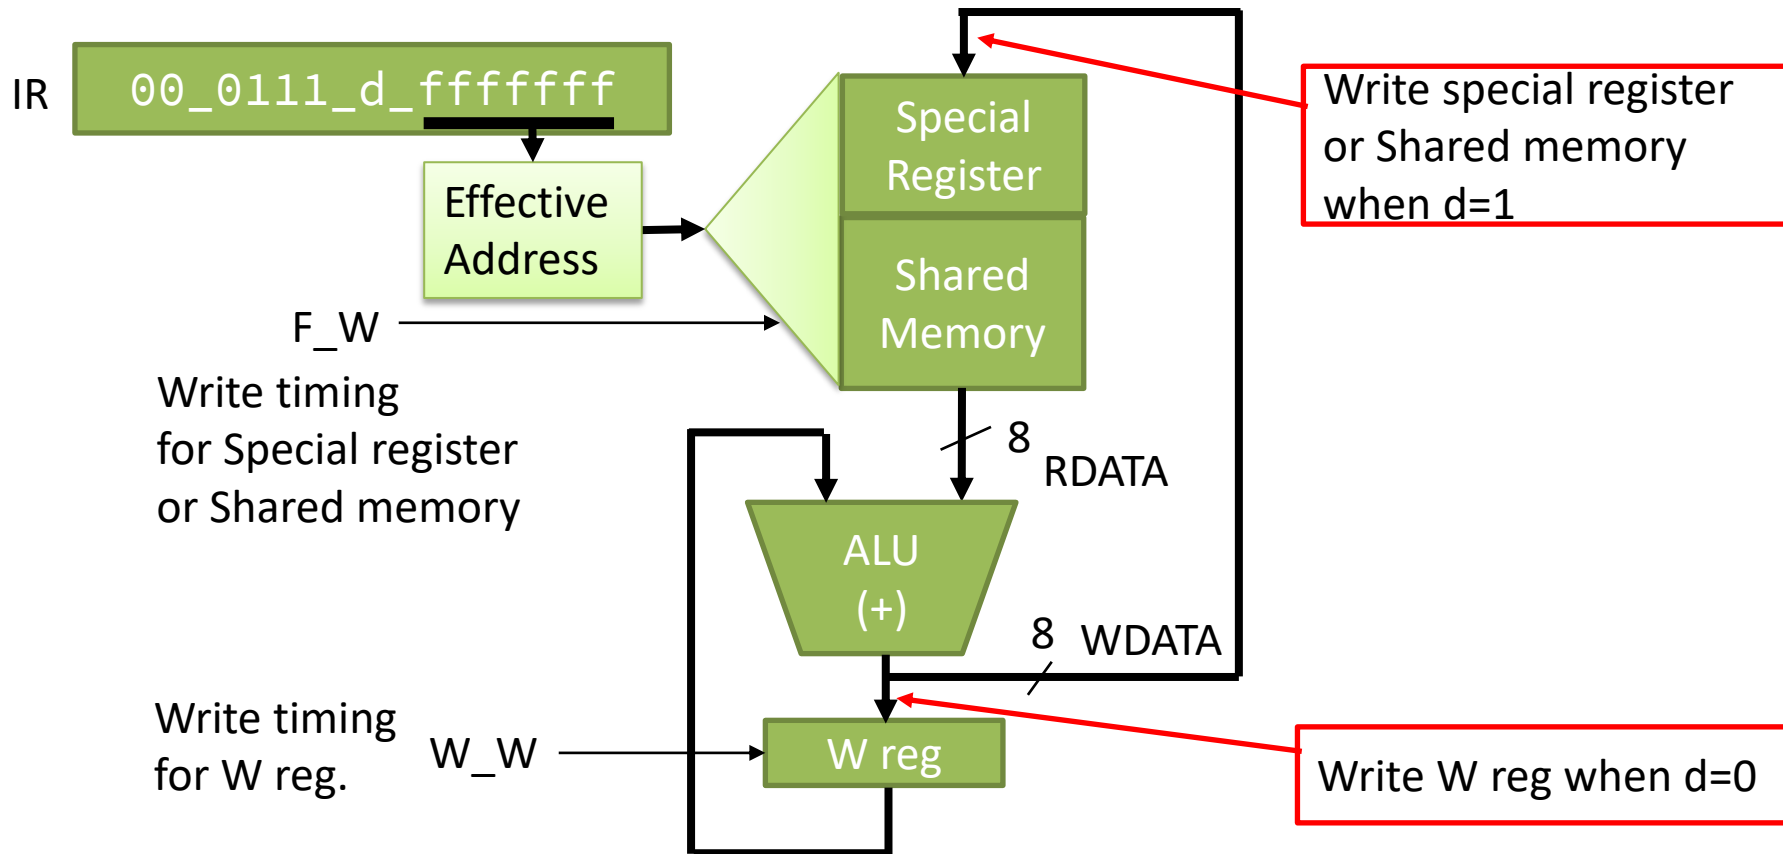 IR
00_0111_d_fffffff
Effective
Address
Special
Register
Shared
Memory
Write special register
or Shared memory
when d=1
F_W
Write timing
for Special register
or Shared memory
8
RDATA
ALU
(+)
8
WDATA
Write timing
for W reg.
W_W
W reg
Write W reg when d=0